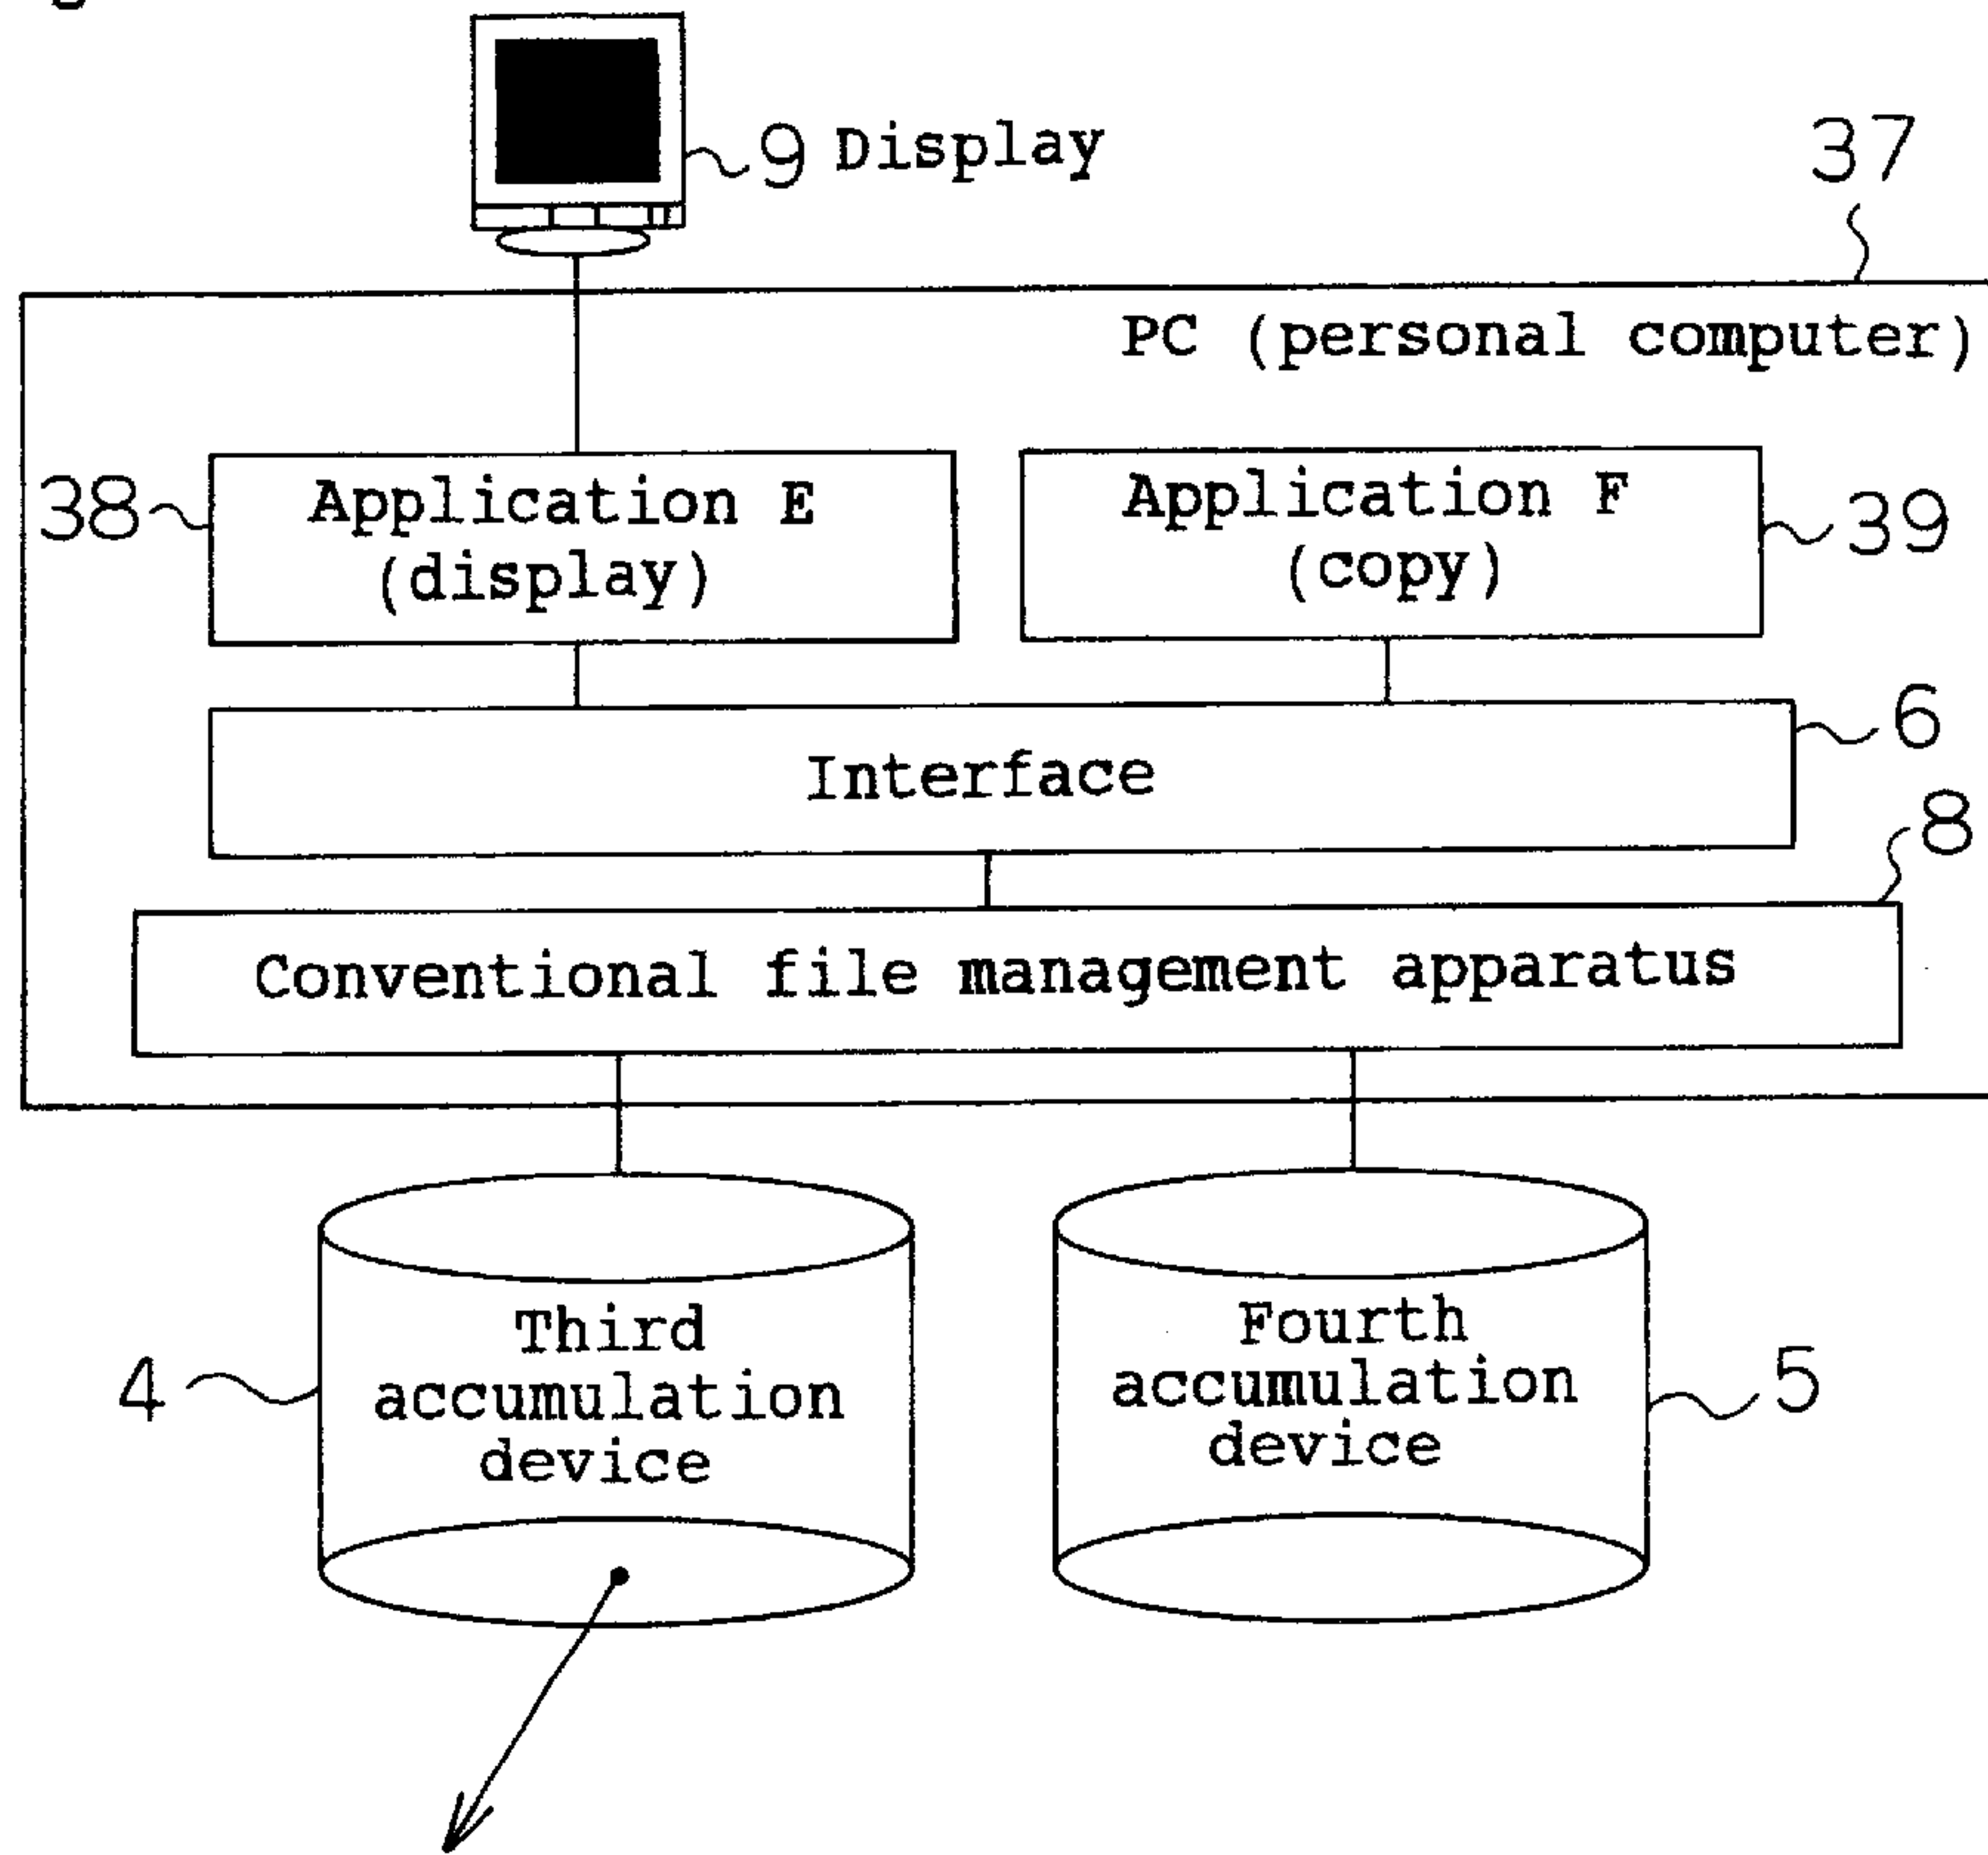 9 Display
37
PC (personal computer)
38
Application E
(display)
Application F
(copy)
39
6
Interface
8
Conventional file management apparatus
Third
accumulation
device
4
Fourth
accumulation
device
5